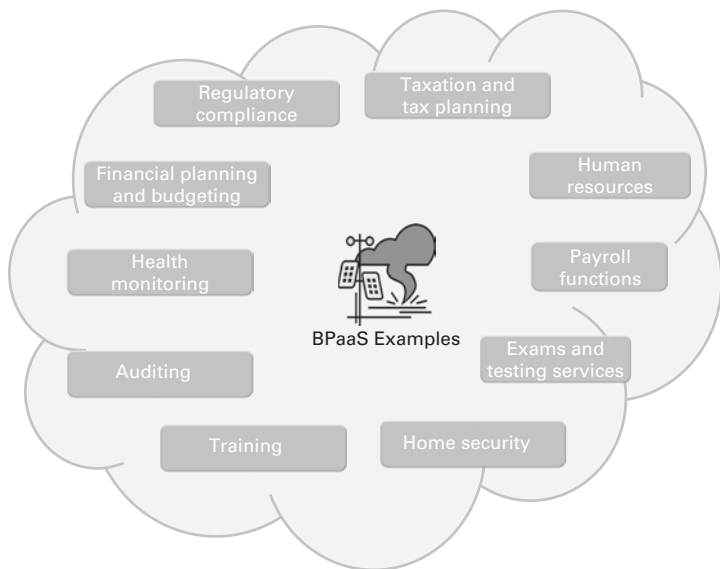 Regulatory
compliance
Taxation and
tax planning
Financial planning
and budgeting
Human
resources
Health
monitoring
Payroll
functions
BPaaS Examples
Auditing
Exams and
testing services
Training
Home security